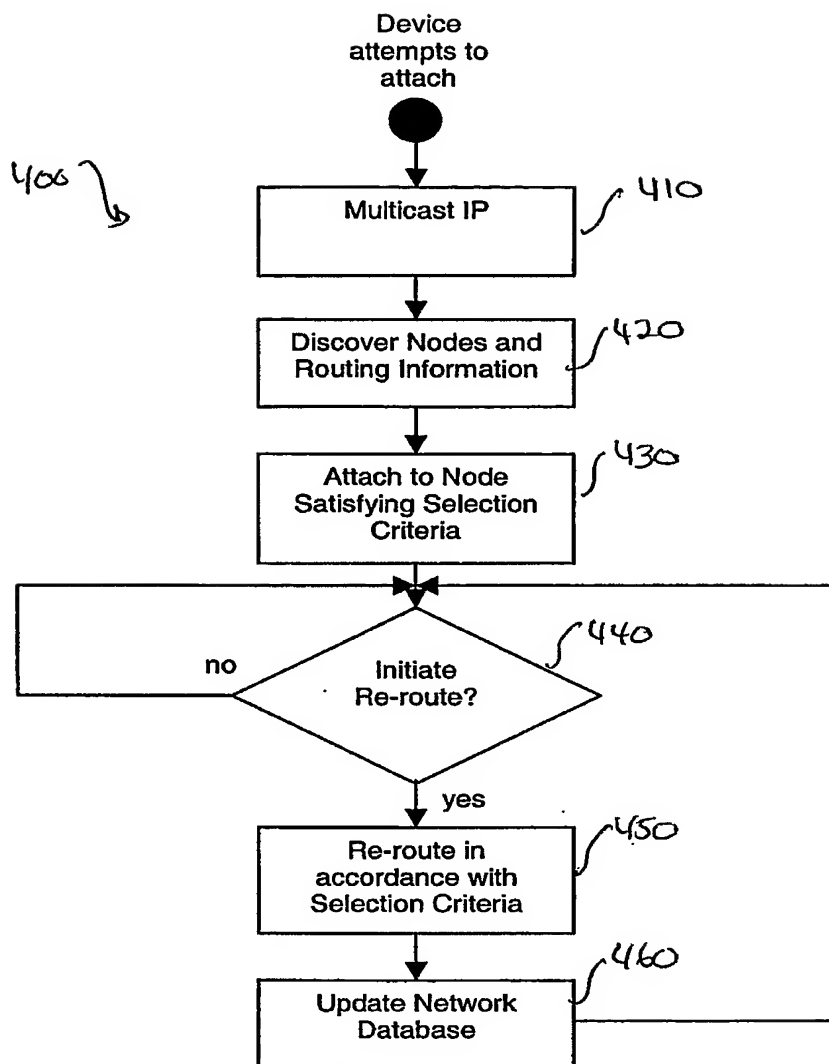 Device
attempts to
attach
400
Multicast IP
410
Discover Nodes and
Routing Information
420
Attach to Node
Satisfying Selection
Criteria
430
440
no
Initiate
Re-route?
yes
Re-route in
accordance with
Selection Criteria
450
Update Network
Database
460